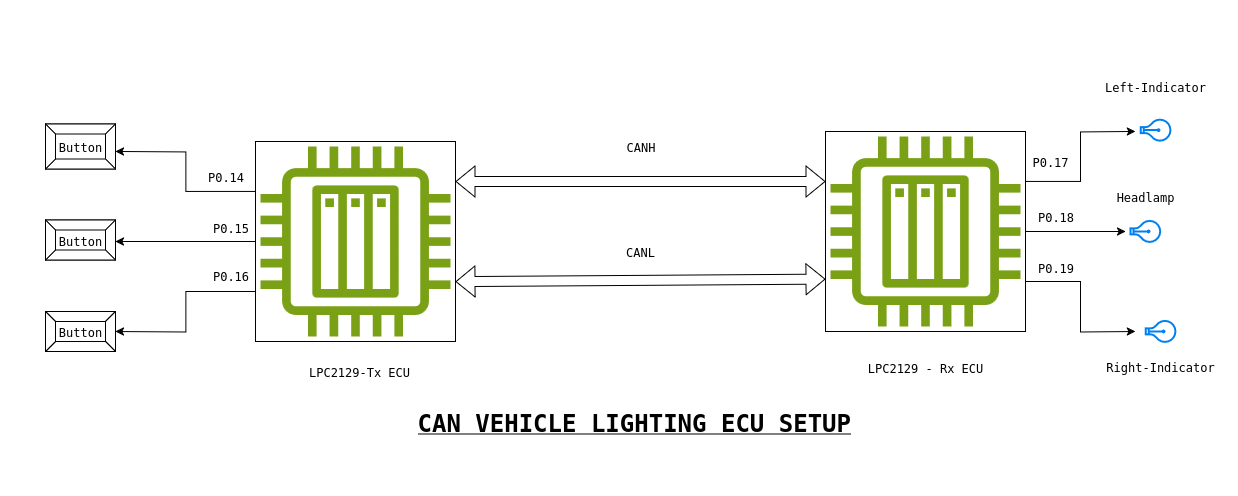 Left-Indicator
Button
P0.14
CANH
P0.17
Headlamp
Button
P0.15
P0.18
CANL
P0.16
P0.19
Button
LPC2129-Tx ECU
LPC2129 - Rx ECU
Right-Indicator
CAN VEHICLE LIGHTING ECU SETUP